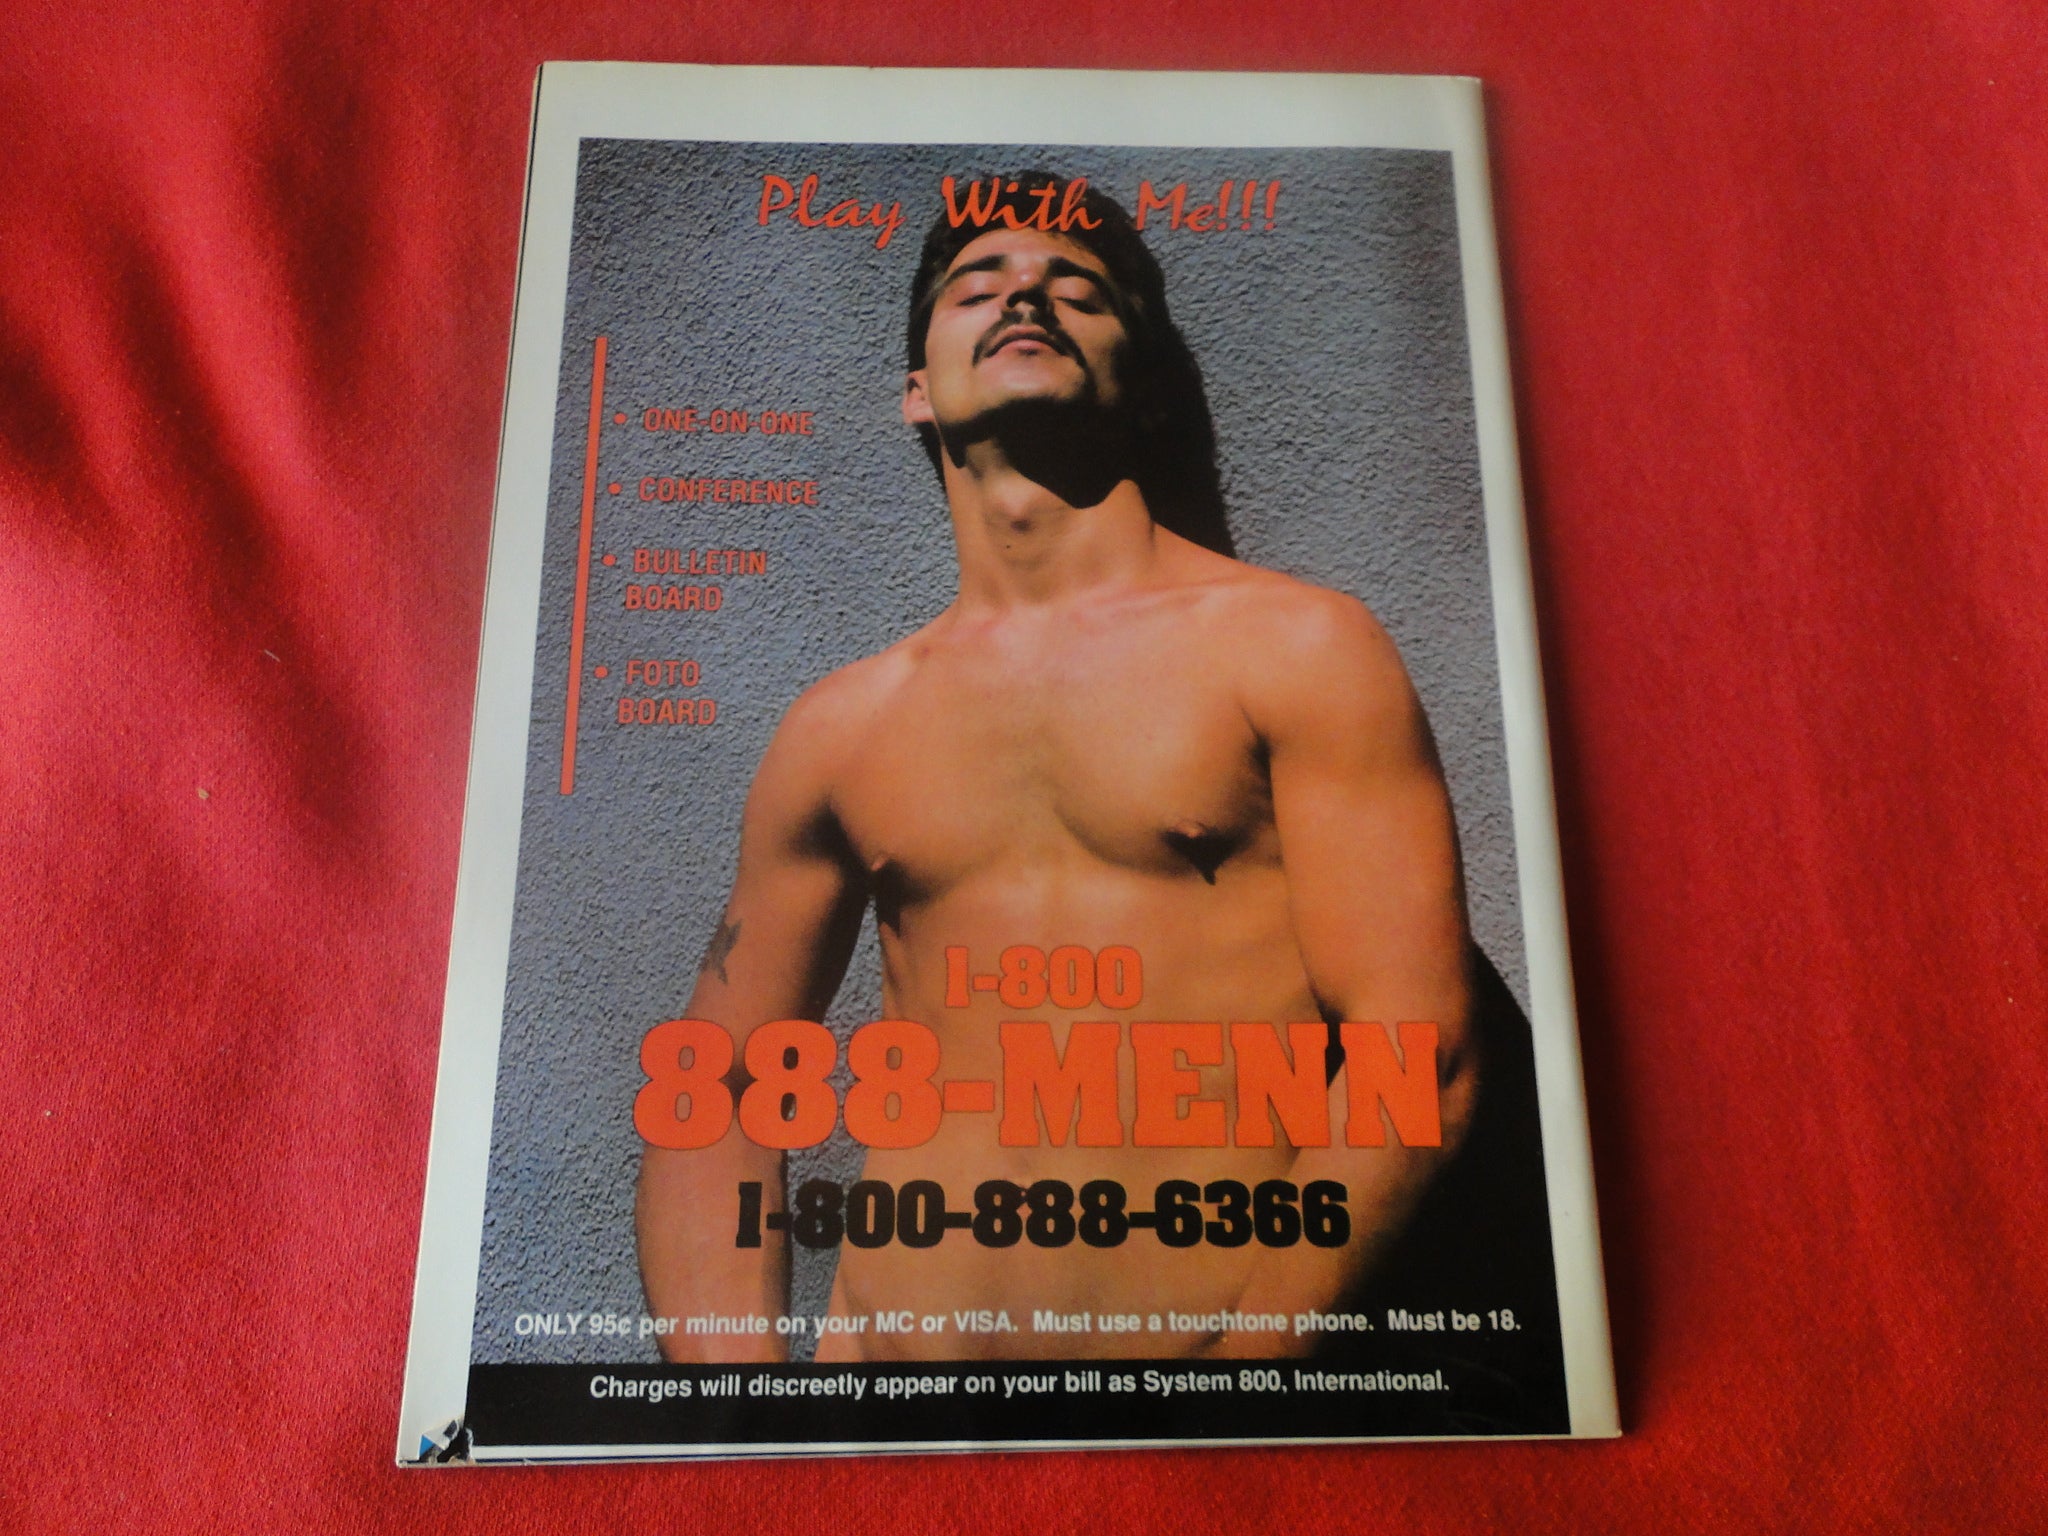 Play With Me!!!
• ONE-ON-ONE
• CONFERENCE
• BULLETIN
BOARD
• FOTO
BOARD
1-800
888-MENN
1-800-888-6366
ONLY 95¢ per minute on your MC or VISA. Must use a touchtone phone. Must be 18.
Charges will discreetly appear on your bill as System 800, International.